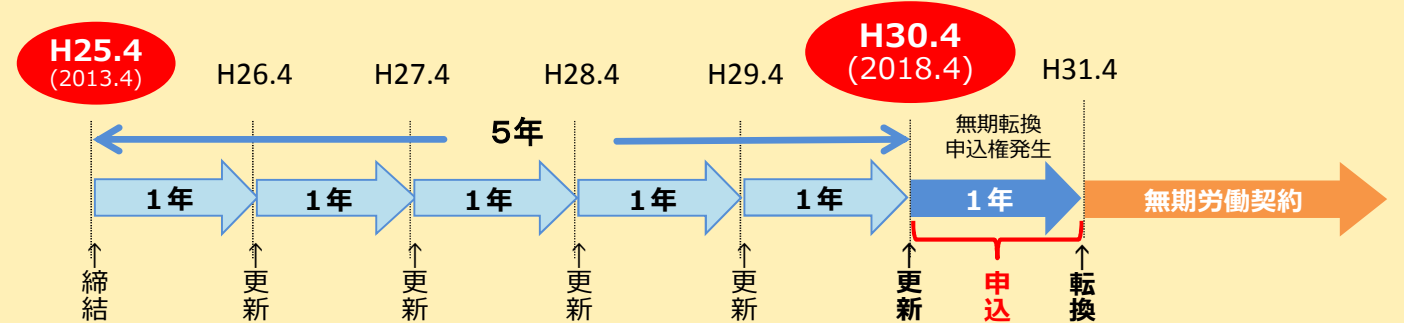 H25.4
(2013.4)
H26.4
H27.4
H28.4
H29.4
H30.4
(2018.4)
H31.4
5年
無期転換
申込権発生
1年
1年
1年
1年
1年
1年
無期労働契約
↑締結
↑更新
↑更新
↑更新
↑更新
↑更新
申込
↑転換